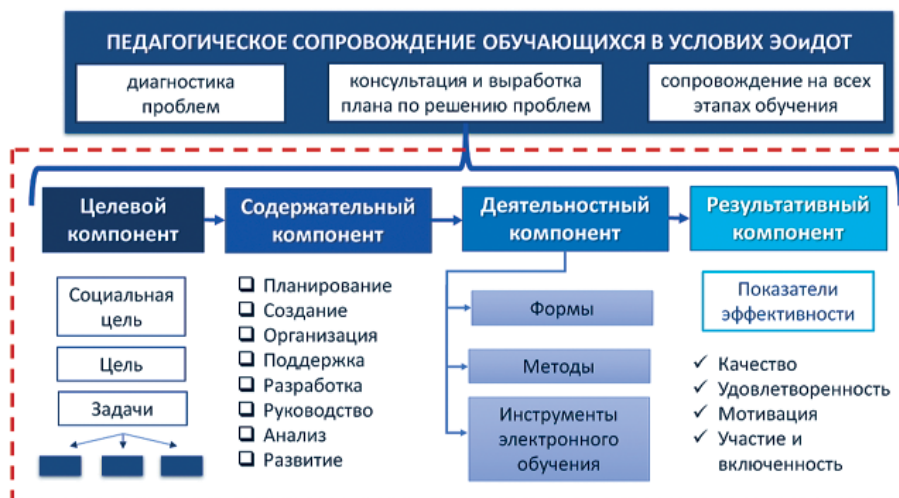 ПЕДАГОГИЧЕСКОЕ СОПРОВОЖДЕНИЕ ОБУЧАЮЩИХСЯ В УСЛОВИЯХ ЭОиДОТ
диагностика
проблем
консультация и выработка
плана по решению проблем
сопровождение на всех
этапах обучения
Целевой
компонент
Содержательный
компонент
Деятельностный
компонент
Результативный
компонент
Социальная
цель
Цель
Задачи
Планирование
Создание
Организация
Поддержка
Разработка
Руководство
Анализ
Развитие
Формы
Методы
Инструменты
электронного
обучения
Показатели
эффективности
Качество
Удовлетворенность
Мотивация
Участие и
включенность